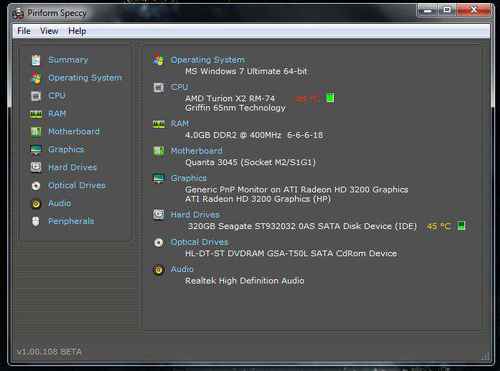 Piriform Speccy
File View Help
Summary
Operating System
CPU
RAM
Motherboard
Graphics
Hard Drives
Optical Drives
Audio
Peripherals
Operating System
MS Windows 7 Ultimate 64-bit
CPU
AMD Turion X2 RM-74
Griffin 65nm Technology
RAM
4.0GB DDR2 @ 400MHz 6-6-6-18
Motherboard
Quanta 3045 (Socket M2/S1G1)
Graphics
Generic PnP Monitor on ATI Radeon HD 3200 Graphics
ATI Radeon HD 3200 Graphics (HP)
Hard Drives
320GB Seagate ST932032 0AS SATA Disk Device (IDE) 45 °C
Optical Drives
HL-DT-ST DVDRAM GSA-T50L SATA CdRom Device
Audio
Realtek High Definition Audio
v1.00.108 BETA